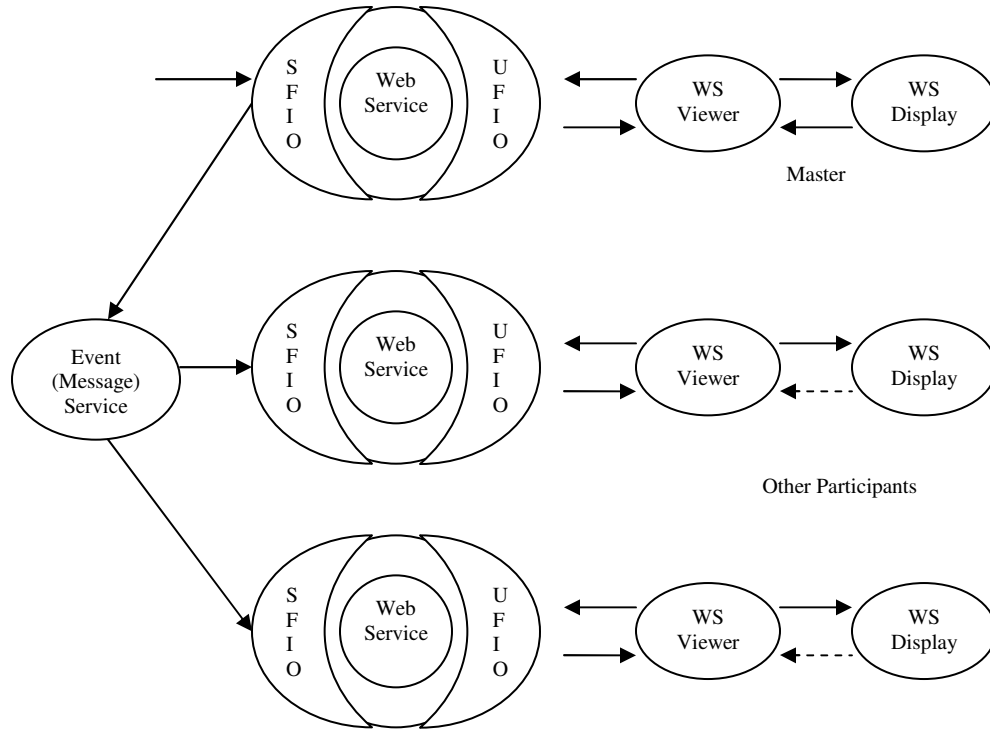 S
F
I
O
Web
Service
U
F
I
O
WS
Viewer
WS
Display
Master
Event
(Message)
Service
S
F
I
O
Web
Service
U
F
I
O
WS
Viewer
WS
Display
Other Participants
S
F
I
O
Web
Service
U
F
I
O
WS
Viewer
WS
Display